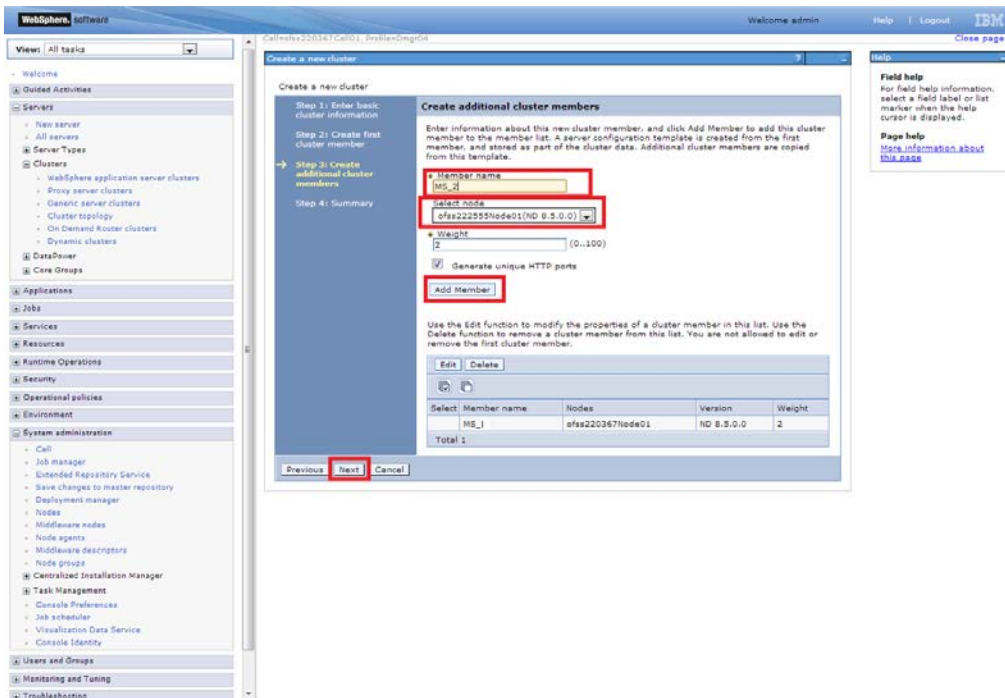 WebSphere. software
Welcome admin
Help | Logout
IBM
View: All tasks
Welcome
Guided Activities
Servers
New server
All servers
Server Types
Clusters
WebSphere application server clusters
Proxy server clusters
Generic server clusters
Cluster topology
On Demand Router clusters
Dynamic clusters
DataPower
Core Groups
Applications
Jobs
Services
Resources
Runtime Operations
Security
Operational policies
Environment
System administration
Cell
Job manager
Extended Repository Service
Save changes to master repository
Deployment manager
Nodes
Middleware nodes
Node agents
Middleware descriptors
Node groups
Centralized Installation Manager
Task Management
Console Preferences
Job scheduler
Visualization Data Service
Console Identity
Users and Groups
Monitoring and Tuning
Troubleshooting
Close page
Create a new cluster
?
Create a new cluster
Step 1: Enter basic
cluster information
Step 2: Create first
cluster member
Step 3: Create
additional cluster
members
Step 4: Summary
Create additional cluster members
Enter information about this new cluster member, and click Add Member to add this cluster
member to the member list. A server configuration template is created from the first
member, and stored as part of the cluster data. Additional cluster members are copied
from this template.
Member name
MS_2
Select node
ofss222555Node01(ND 8.5.0.0)
Weight
2 (0..100)
Generate unique HTTP ports
Add Member
Use the Edit function to modify the properties of a cluster member in this list. Use the
Delete function to remove a cluster member from this list. You are not allowed to edit or
remove the first cluster member.
Edit Delete
Select Member name Nodes Version Weight
ofss220367Node01 ND 8.5.0.0 2
Total 1
Previous Next Cancel
Help
Field help
For field help information,
select a field label or list
marker when the help
cursor is displayed.
Page help
More information about
this page